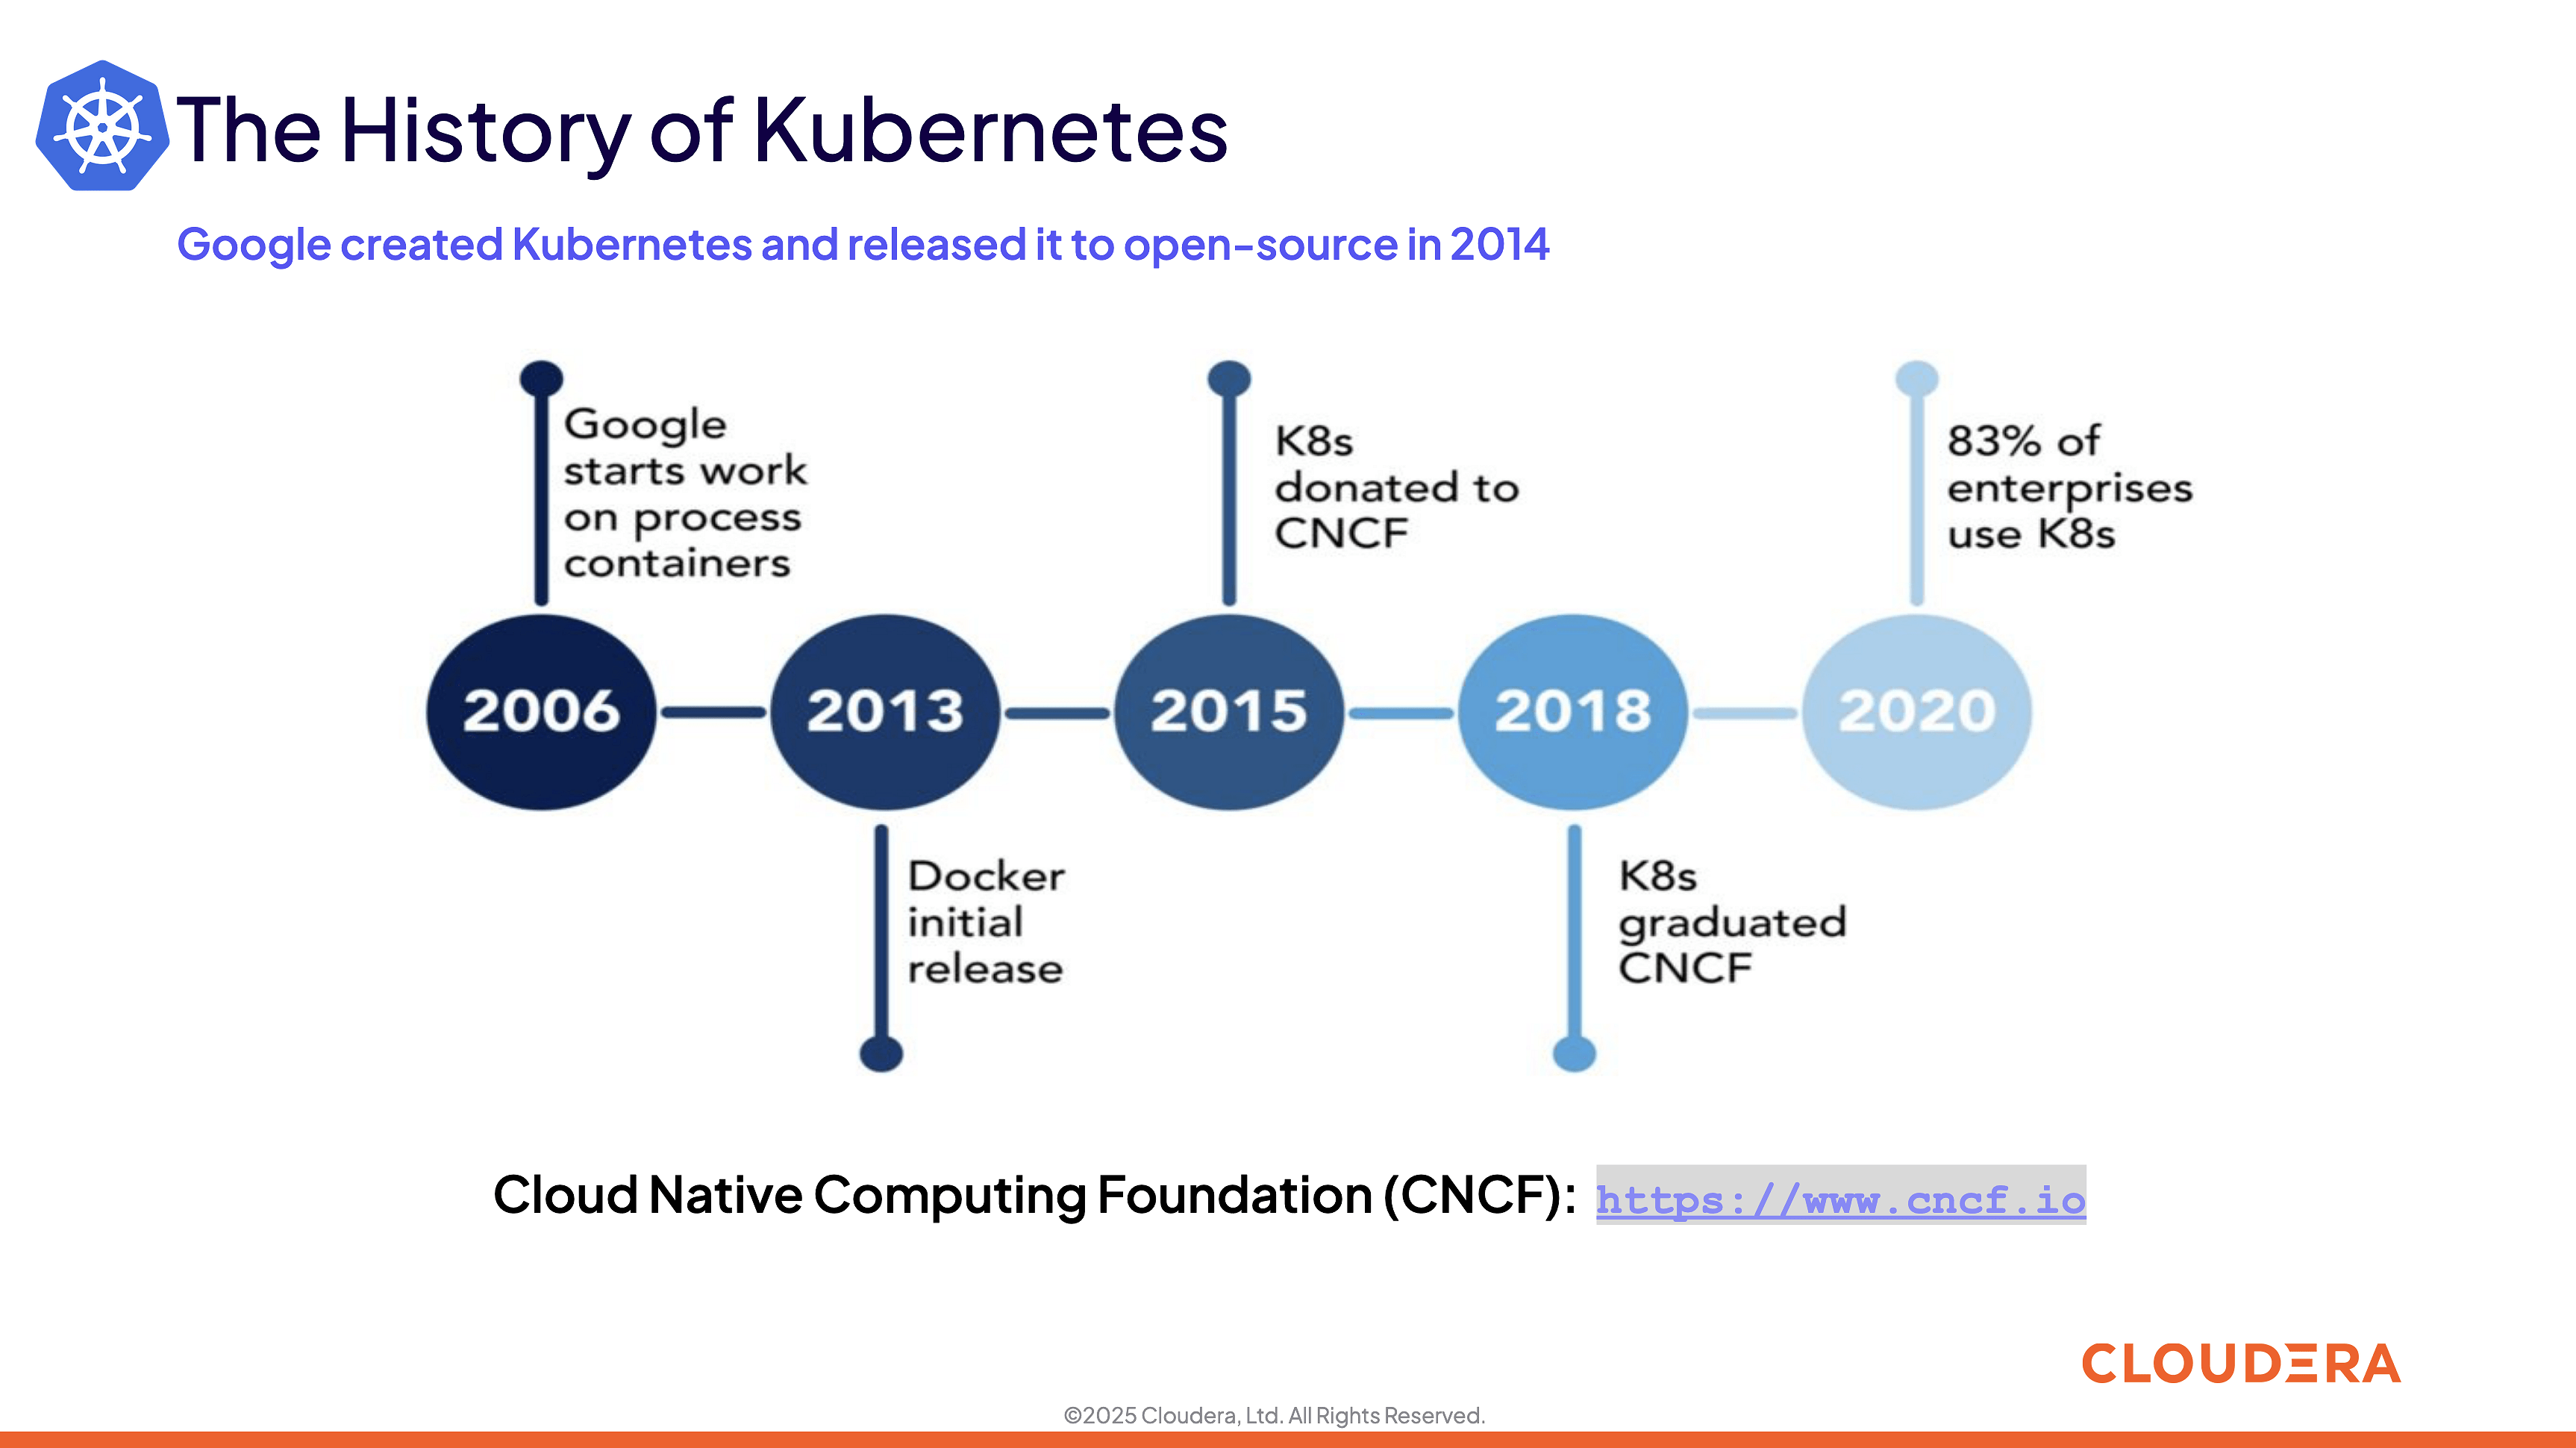 The History of Kubernetes
Google created Kubernetes and released it to open-source in 2014
Google
starts work
on process
containers
K8s
donated to
CNCF
83% of
enterprises
use K8s
2006
2013
2015
2018
2020
Docker
initial
release
K8s
graduated
CNCF
Cloud Native Computing Foundation (CNCF): https://www.cncf.io
CLOUDERA
©2025 Cloudera, Ltd. All Rights Reserved.